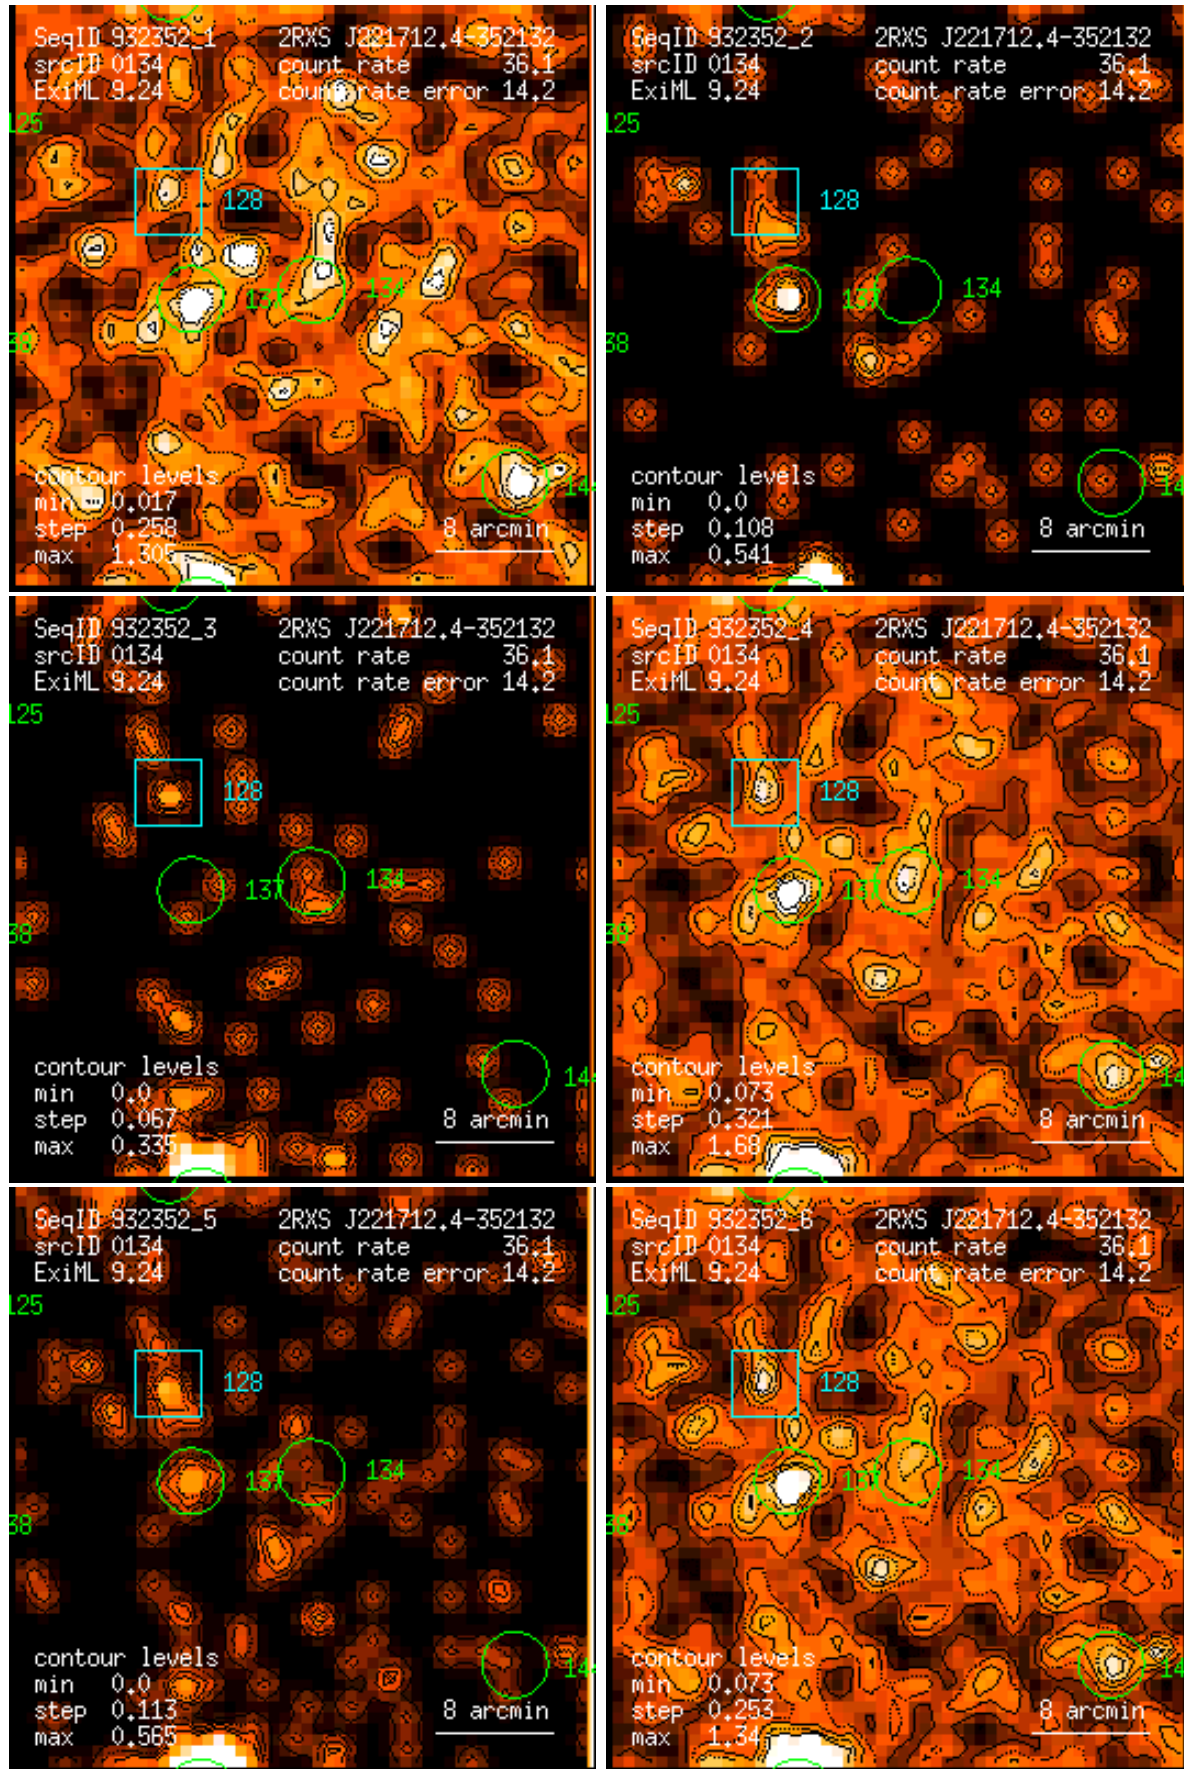 SeqID 932352_1 2RXS J221712.4-352132
srcID 0134 count rate 36.1
ExiML 9.24 count rate error 14.2
125
128
137 134
38
contour levels
min 0.017
step 0.258 8 arcmin
max 1.305
SeqID 932352_2 2RXS J221712.4-352132
srcID 0134 count rate 36.1
ExiML 9.24 count rate error 14.2
125
128
137 134
38
contour levels
min 0.0
step 0.108 8 arcmin
max 0.541
SeqID 932352_3 2RXS J221712.4-352132
srcID 0134 count rate 36.1
ExiML 9.24 count rate error 14.2
125
128
137 134
38
contour levels
min 0.0
step 0.067 8 arcmin
max 0.335
SeqID 932352_4 2RXS J221712.4-352132
srcID 0134 count rate 36.1
ExiML 9.24 count rate error 14.2
125
128
137 134
38
contour levels
min 0.073
step 0.321 8 arcmin
max 1.68
SeqID 932352_5 2RXS J221712.4-352132
srcID 0134 count rate 36.1
ExiML 9.24 count rate error 14.2
125
128
137 134
38
contour levels
min 0.0
step 0.113 8 arcmin
max 0.565
SeqID 932352_6 2RXS J221712.4-352132
srcID 0134 count rate 36.1
ExiML 9.24 count rate error 14.2
125
128
137 134
38
contour levels
min 0.073
step 0.253 8 arcmin
max 1.34